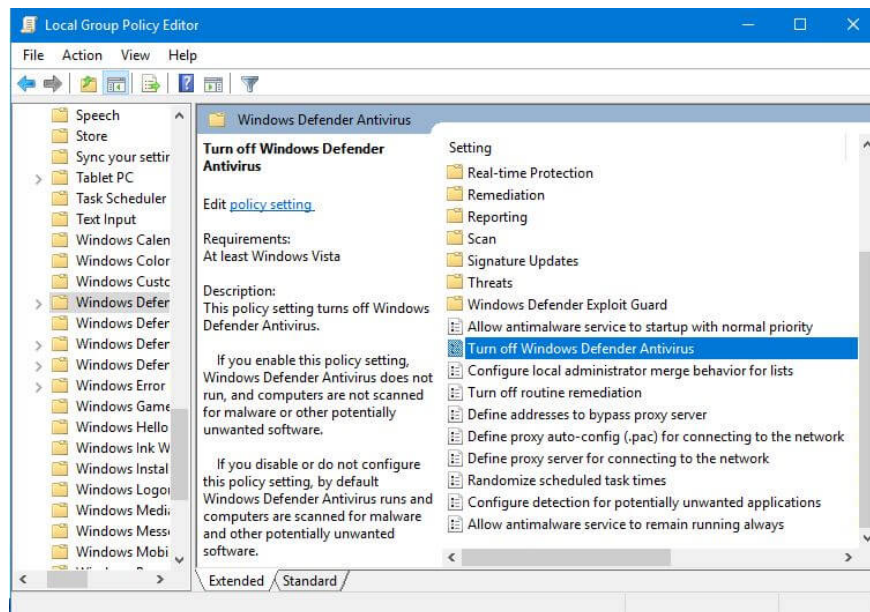 Local Group Policy Editor
File Action View Help
Speech
Store
Sync your settir
Tablet PC
Task Scheduler
Text Input
Windows Calen
Windows Color
Windows Custc
Windows Defer
Windows Defer
Windows Defer
Windows Defer
Windows Error
Windows Game
Windows Hello
Windows Ink W
Windows Instal
Windows Logor
Windows Media
Windows Messe
Windows Mobi
Windows Defender Antivirus
Turn off Windows Defender
Antivirus
Edit policy setting
Requirements:
At least Windows Vista
Description:
This policy setting turns off Windows
Defender Antivirus.
If you enable this policy setting,
Windows Defender Antivirus does not
run, and computers are not scanned
for malware or other potentially
unwanted software.
If you disable or do not configure
this policy setting, by default
Windows Defender Antivirus runs and
computers are scanned for malware
and other potentially unwanted
software.
Setting
Real-time Protection
Remediation
Reporting
Scan
Signature Updates
Threats
Windows Defender Exploit Guard
Allow antimalware service to startup with normal priority
Turn off Windows Defender Antivirus
Configure local administrator merge behavior for lists
Turn off routine remediation
Define addresses to bypass proxy server
Define proxy auto-config (.pac) for connecting to the network
Define proxy server for connecting to the network
Randomize scheduled task times
Configure detection for potentially unwanted applications
Allow antimalware service to remain running always
Extended Standard